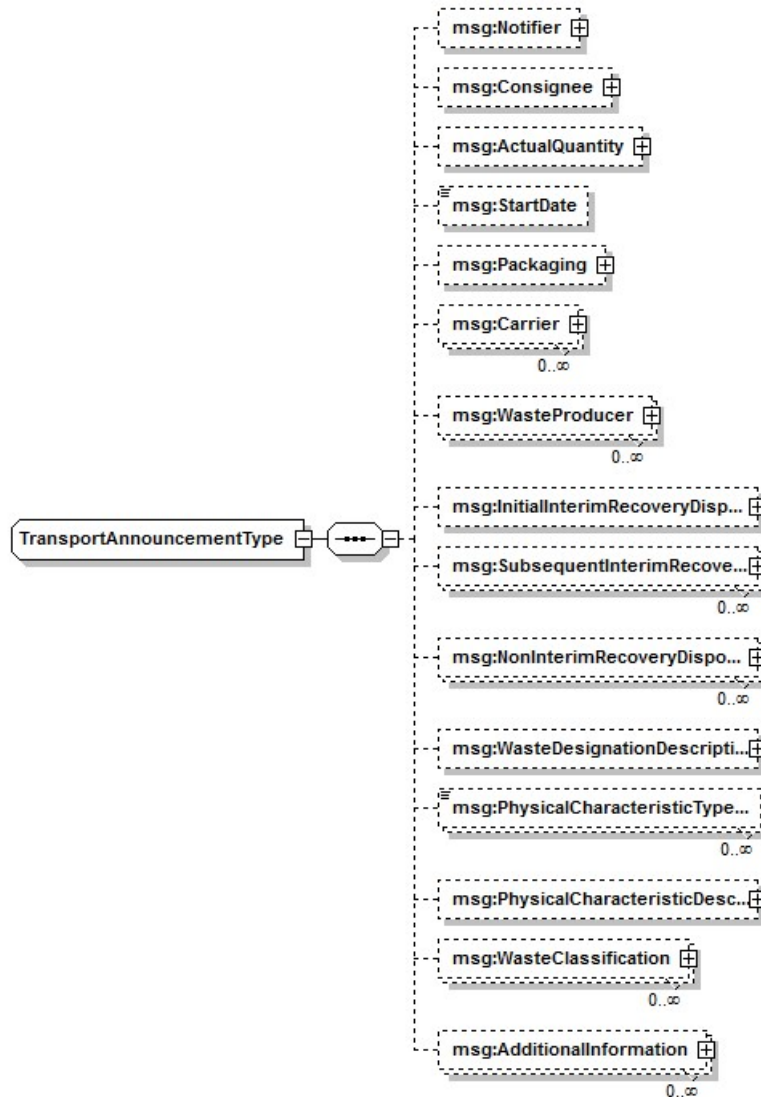 msg:Notifier
msg:Consignee
msg:ActualQuantity
msg:StartDate
msg:Packaging
msg:Carrier
0..∞
msg:WasteProducer
0..∞
msg:InitialInterimRecoveryDisp...
TransportAnnouncementType
msg:SubsequentInterimRecove...
0..∞
msg:NonInterimRecoveryDispo...
0..∞
msg:WasteDesignationDescripti...
msg:PhysicalCharacteristicType...
0..∞
msg:PhysicalCharacteristicDesc...
msg:WasteClassification
0..∞
msg:AdditionalInformation
0..∞